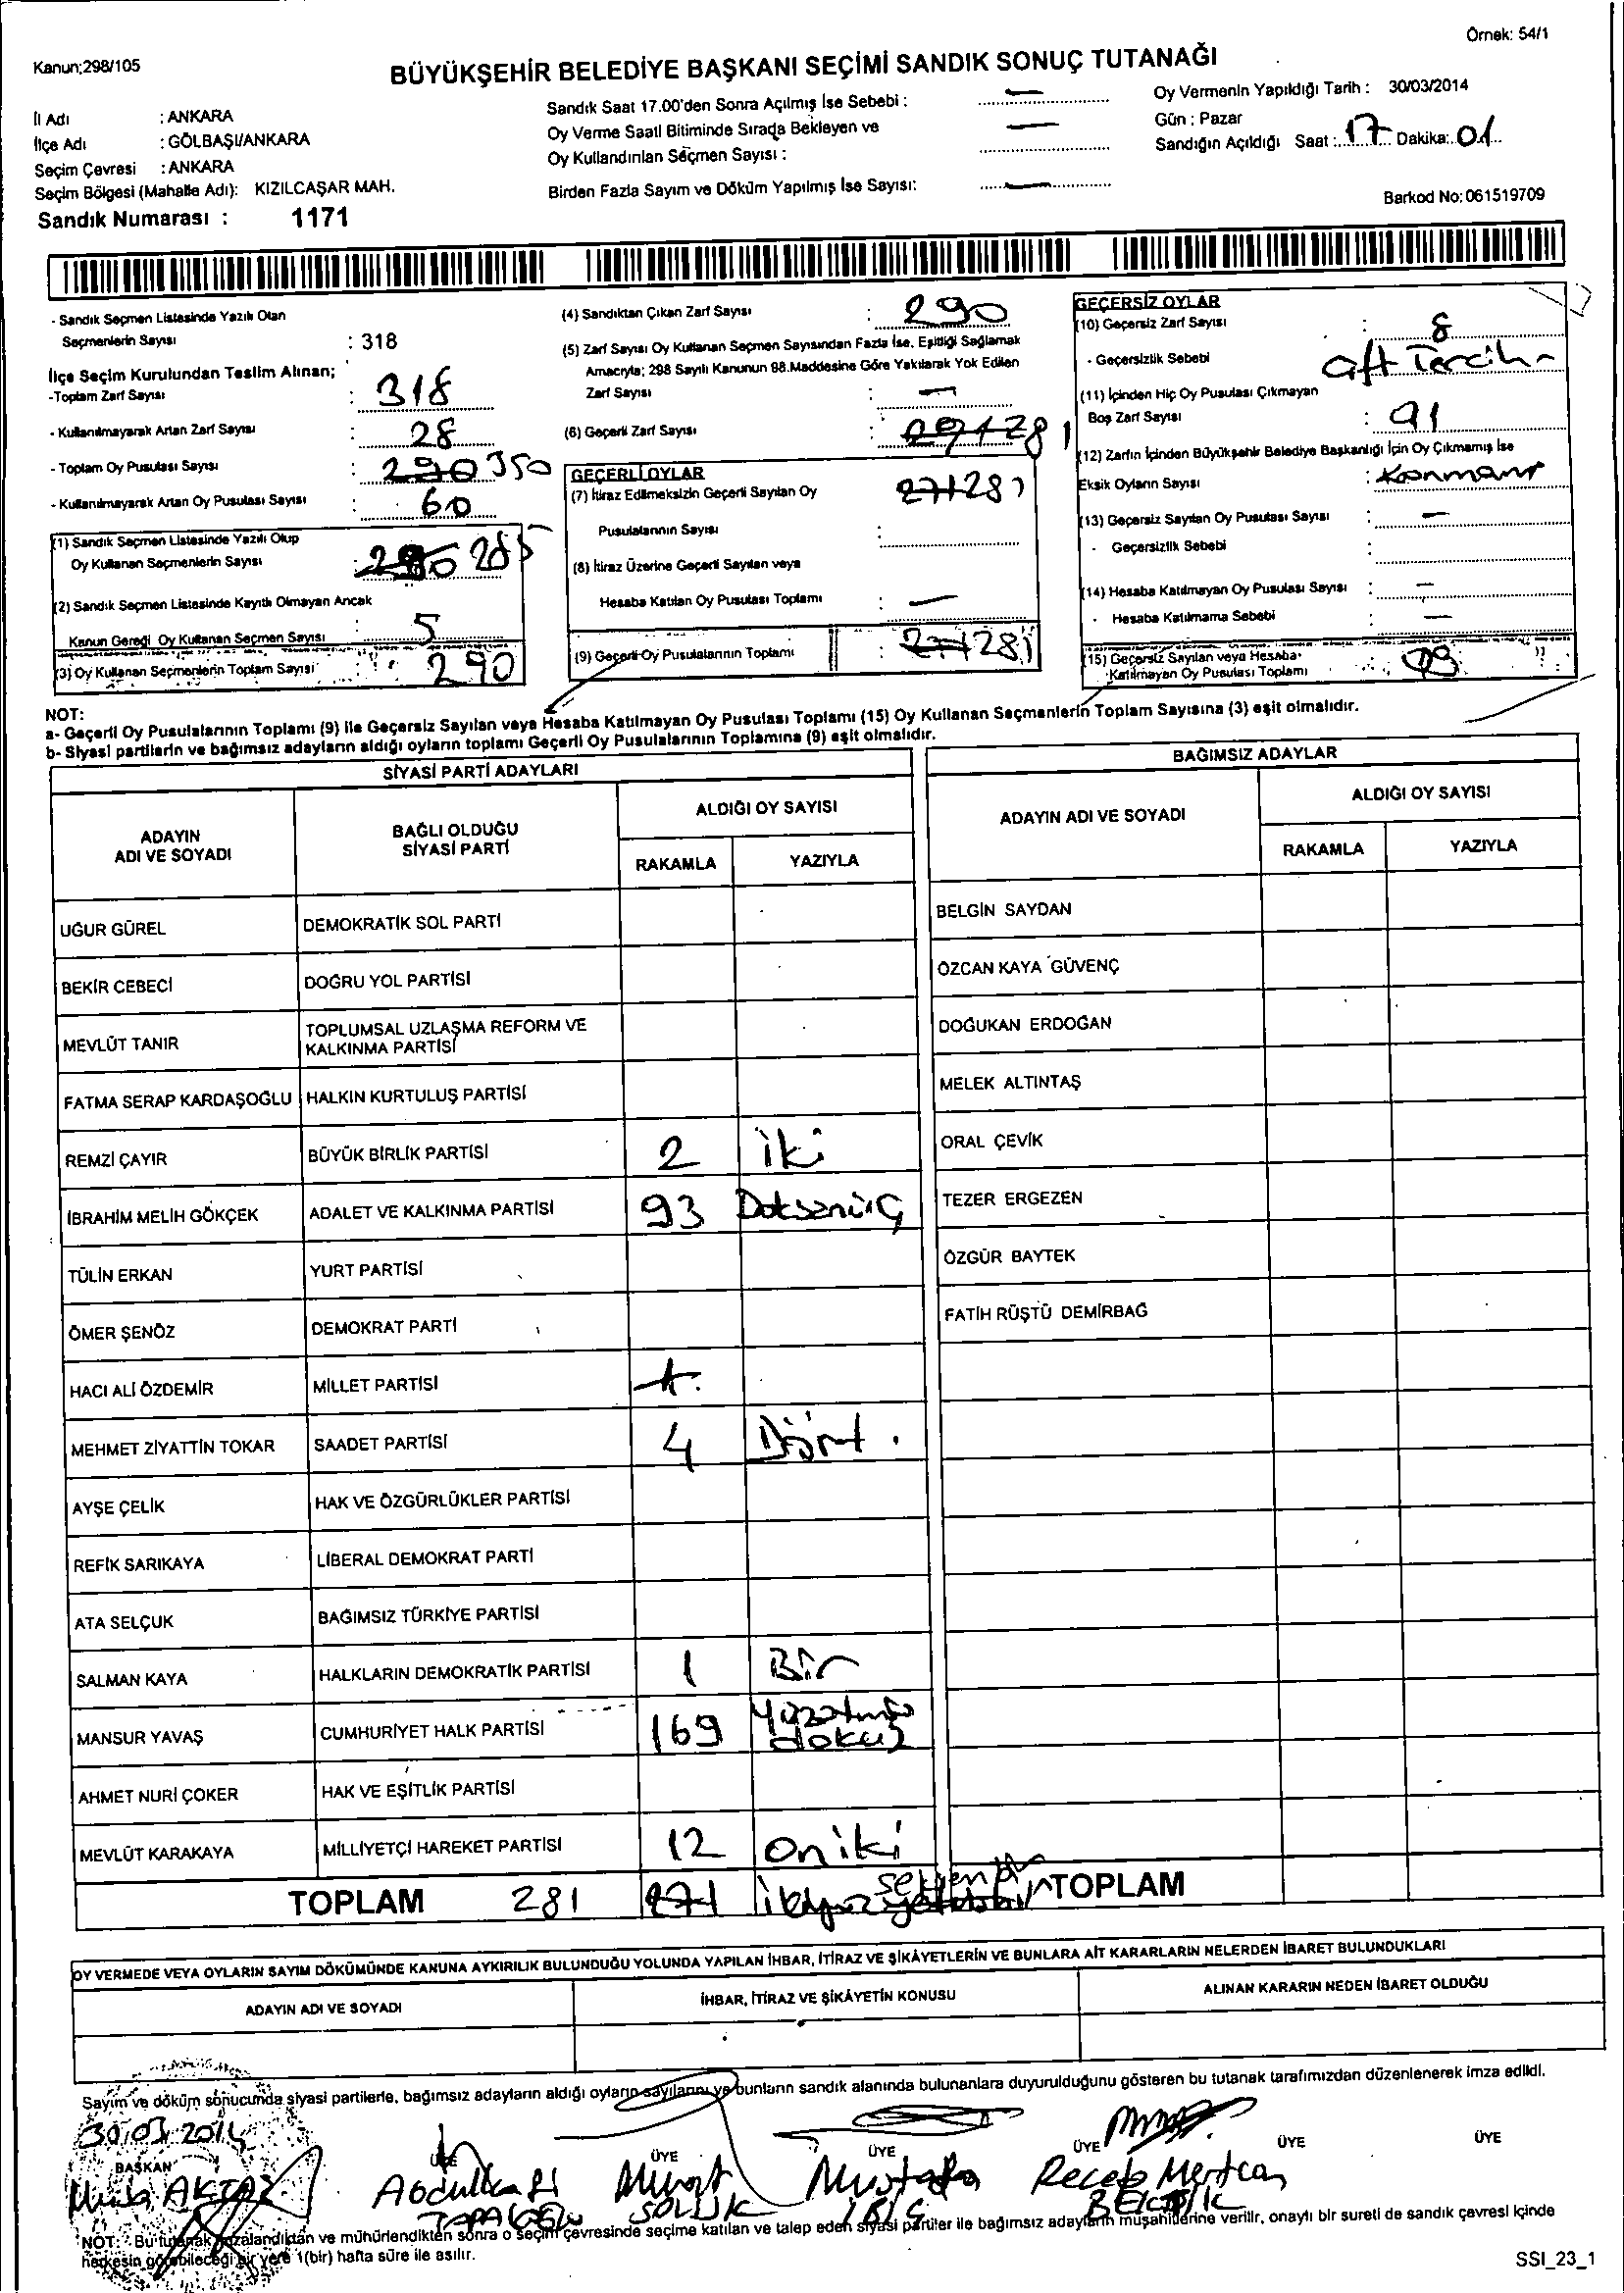 Örnek: 54/1
Kanun;298/105
BÜYÜKŞEHİR BELEDİYE BAŞKANI SEÇİMİ SANDIK SONUÇ TUTANAĞI
İl Adı : ANKARA
İlçe Adı : GÖLBAŞI/ANKARA
Seçim Çevresi : ANKARA
Seçim Bölgesi (Mahalle Adı): KIZILCAŞAR MAH.
Sandık Numarası : 1171
Sandık Saat 17.00'den Sonra Açılmış İse Sebebi : —
Oy Verme Saati Bitiminde Sırada Bekleyen ve —
Oy Kullandırılan Seçmen Sayısı :
Birden Fazla Sayım ve Döküm Yapılmış İse Sayısı: —
Oy Vermenin Yapıldığı Tarih : 30/03/2014
Gün : Pazar
Sandığın Açıldığı Saat : 17 Dakika: 01
Barkod No: 061519709
- Sandık Seçmen Listesinde Yazılı Olan
Seçmenlerin Sayısı : 318
İlçe Seçim Kurulundan Teslim Alınan;
-Toplam Zarf Sayısı : 318
- Kullanılmayarak Artan Zarf Sayısı : 28
- Toplam Oy Pusulası Sayısı : 290 350
- Kullanılmayarak Artan Oy Pusulası Sayısı : 60
(1) Sandık Seçmen Listesinde Yazılı Olup
Oy Kullanan Seçmenlerin Sayısı : 285
(2) Sandık Seçmen Listesinde Kayıtlı Olmayan Ancak
Kanun Gereği Oy Kullanan Seçmen Sayısı : 5
(3) Oy Kullanan Seçmenlerin Toplam Sayısı : 290
(4) Sandıktan Çıkan Zarf Sayısı : 290
(5) Zarf Sayısı Oy Kullanan Seçmen Sayısından Fazla İse, Eşitliği Sağlamak
Amacıyla; 298 Sayılı Kanunun 98.Maddesine Göre Yakılarak Yok Edilen
Zarf Sayısı : —
(6) Geçerli Zarf Sayısı : 281
GEÇERLİ OYLAR
(7) İtiraz Edilmeksizin Geçerli Sayılan Oy 271 281
Pusulalarının Sayısı :
(8) İtiraz Üzerine Geçerli Sayılan veya
Hesaba Katılan Oy Pusulası Toplamı : —
(9) Geçerli Oy Pusulalarının Toplamı 271 281
GEÇERSİZ OYLAR
(10) Geçersiz Zarf Sayısı : 8
- Geçersizlik Sebebi Çift Tercih
(11) İçinden Hiç Oy Pusulası Çıkmayan
Boş Zarf Sayısı :
(12) Zarfın İçinden Büyükşehir Belediye Başkanlığı İçin Oy Çıkmamış İse
Eksik Oyların Sayısı :
(13) Geçersiz Sayılan Oy Pusulası Sayısı : —
- Geçersizlik Sebebi :
(14) Hesaba Katılmayan Oy Pusulası Sayısı : —
- Hesaba Katılmama Sebebi : —
(15) Geçersiz Sayılan veya Hesaba
Katılmayan Oy Pusulası Toplamı :
NOT:
a- Geçerli Oy Pusulalarının Toplamı (9) ile Geçersiz Sayılan veya Hesaba Katılmayan Oy Pusulası Toplamı (15) Oy Kullanan Seçmenlerin Toplam Sayısına (3) eşit olmalıdır.
b- Siyasi partilerin ve bağımsız adayların aldığı oyların toplamı Geçerli Oy Pusulalarının Toplamına (9) eşit olmalıdır.
SİYASİ PARTİ ADAYLARI
ADAYIN ADI VE SOYADI BAĞLI OLDUĞU SİYASİ PARTİ ALDIĞI OY SAYISI
RAKAMLA YAZIYLA
UĞUR GÜREL DEMOKRATİK SOL PARTİ
BEKİR CEBECİ DOĞRU YOL PARTİSİ
MEVLÜT TANIR TOPLUMSAL UZLAŞMA REFORM VE KALKINMA PARTİSİ
FATMA SERAP KARDAŞOĞLU HALKIN KURTULUŞ PARTİSİ
REMZİ ÇAYIR BÜYÜK BİRLİK PARTİSİ 2 iki
İBRAHİM MELİH GÖKÇEK ADALET VE KALKINMA PARTİSİ 93 Doksanüç
TÜLİN ERKAN YURT PARTİSİ
ÖMER ŞENÖZ DEMOKRAT PARTİ
HACI ALİ ÖZDEMİR MİLLET PARTİSİ
MEHMET ZİYATTİN TOKAR SAADET PARTİSİ 4 Dört.
AYŞE ÇELİK HAK VE ÖZGÜRLÜKLER PARTİSİ
REFİK SARIKAYA LİBERAL DEMOKRAT PARTİ
ATA SELÇUK BAĞIMSIZ TÜRKİYE PARTİSİ
SALMAN KAYA HALKLARIN DEMOKRATİK PARTİSİ 1 Bir
MANSUR YAVAŞ CUMHURİYET HALK PARTİSİ 169 Yüzatmış dokuz
AHMET NURİ ÇOKER HAK VE EŞİTLİK PARTİSİ
MEVLÜT KARAKAYA MİLLİYETÇİ HAREKET PARTİSİ 12 oniki
TOPLAM 281 271 ikiyüz seksenbir
BAĞIMSIZ ADAYLAR
ADAYIN ADI VE SOYADI ALDIĞI OY SAYISI
RAKAMLA YAZIYLA
BELGİN SAYDAN
ÖZCAN KAYA GÜVENÇ
DOĞUKAN ERDOĞAN
MELEK ALTINTAŞ
ORAL ÇEVİK
TEZER ERGEZEN
ÖZGÜR BAYTEK
FATİH RÜŞTÜ DEMİRBAĞ
TOPLAM
OY VERMEDE VEYA OYLARIN SAYIM DÖKÜMÜNDE KANUNA AYKIRILIK BULUNDUĞU YOLUNDA YAPILAN İHBAR, İTİRAZ VE ŞİKÂYETLERİN VE BUNLARA AİT KARARLARIN NELERDEN İBARET BULUNDUKLARI
ADAYIN ADI VE SOYADI İHBAR, İTİRAZ VE ŞİKÂYETİN KONUSU ALINAN KARARIN NEDEN İBARET OLDUĞU
Sayım ve döküm sonucunda siyasi partilerle, bağımsız adayların aldığı oyların sayılarını ve bunların sandık alanında bulunanlara duyurulduğunu gösteren bu tutanak tarafımızdan düzenlenerek imza edildi.
30.03.2014
BAŞKAN ÜYE ÜYE ÜYE ÜYE ÜYE ÜYE
AKTAŞ Abdulkadir Murat Mustafa Recep Mertcan
SOLUK BEKTAŞ
NOT: Bu tutanak imzalandıktan ve mühürlendikten sonra o seçim çevresinde seçime katılan ve talep eden siyasi partiler ile bağımsız adayların müşahitlerine verilir, onaylı bir sureti de sandık çevresi içinde
herkesin görebileceği bir yere 1(bir) hafta süre ile asılır.
SSI_23_1